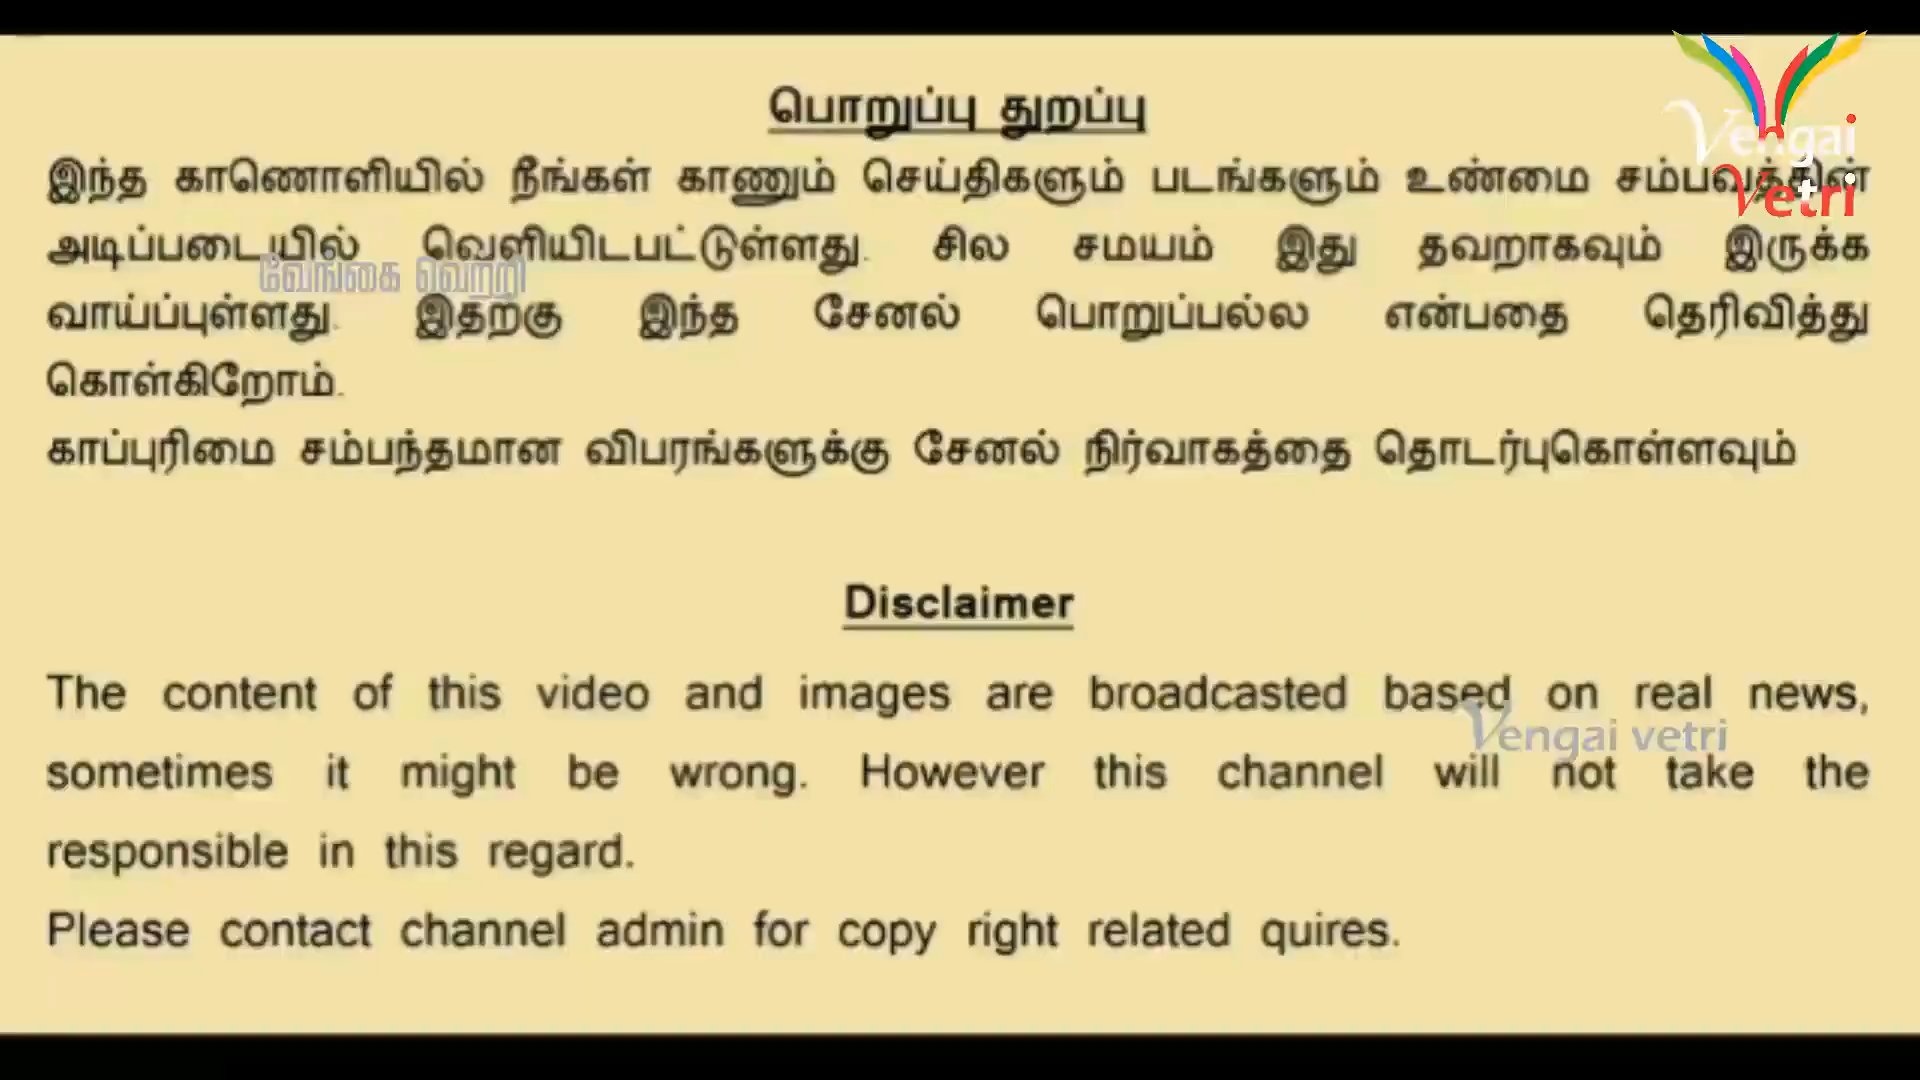 பொறுப்பு துறப்பு
இந்த காணொளியில் நீங்கள் காணும் செய்திகளும் படங்களும் உண்மை சம்பவத்தின்
அடிப்படையில் வெளியிடபட்டுள்ளது. சில சமயம் இது தவறாகவும் இருக்க
வாய்ப்புள்ளது. இதற்கு இந்த சேனல் பொறுப்பல்ல என்பதை தெரிவித்து
கொள்கிறோம்.
காப்புரிமை சம்பந்தமான விபரங்களுக்கு சேனல் நிர்வாகத்தை தொடர்புகொள்ளவும்
Disclaimer
The content of this video and images are broadcasted based on real news,
sometimes it might be wrong. However this channel will not take the
responsible in this regard.
Please contact channel admin for copy right related quires.
Vengai
Vetri
வேங்கை வெற்றி
Vengai vetri